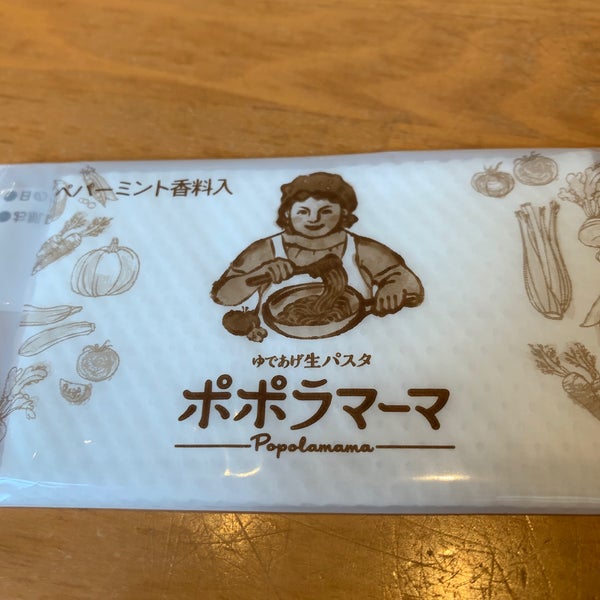 ペパーミント香料入
ゆであげ生パスタ
ポポラマーマ
Popolamama